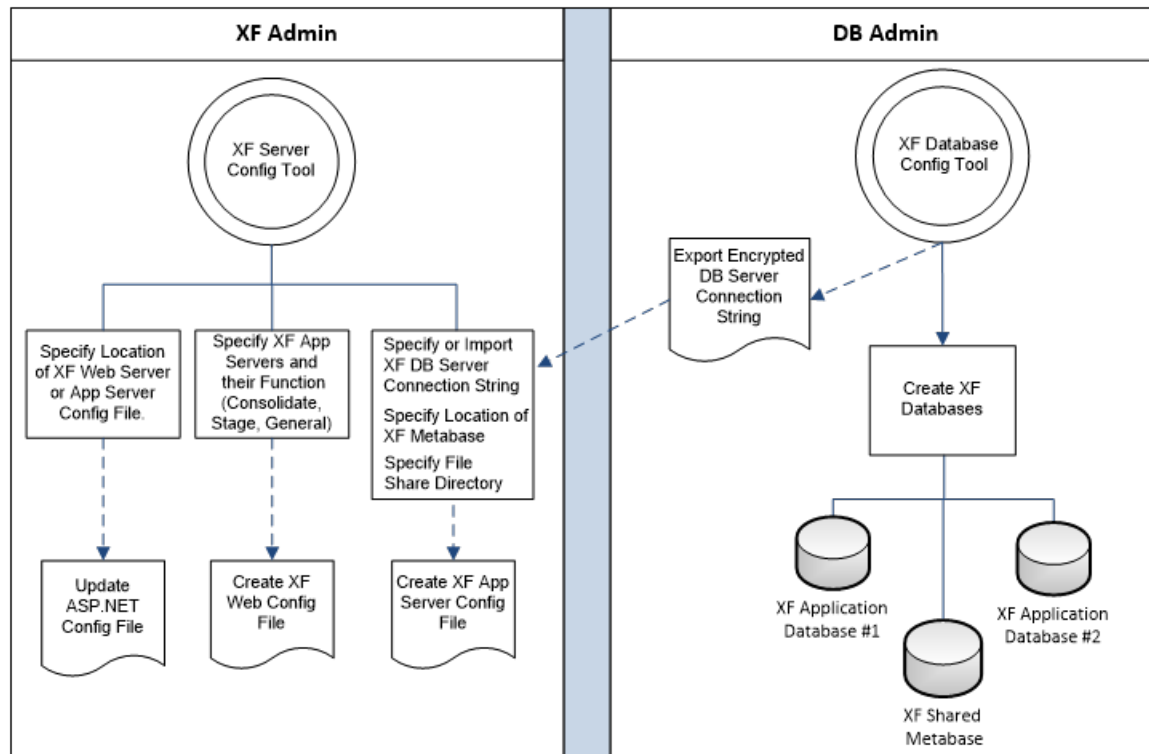 XF Admin
XF Server
Config Tool
Specify Location
of XF Web Server
or App Server
Config File.
Specify XF App
Servers and
their Function
(Consolidate,
Stage, General)
Specify or Import
XF DB Server
Connection String
Specify Location of
XF Metabase
Specify File
Share Directory
Update
ASP.NET
Config File
Create XF
Web Config
File
Create XF App
Server Config
File
DB Admin
XF Database
Config Tool
Export Encrypted
DB Server
Connection
String
Create XF
Databases
XF Application
Database #1
XF Application
Database #2
XF Shared
Metabase